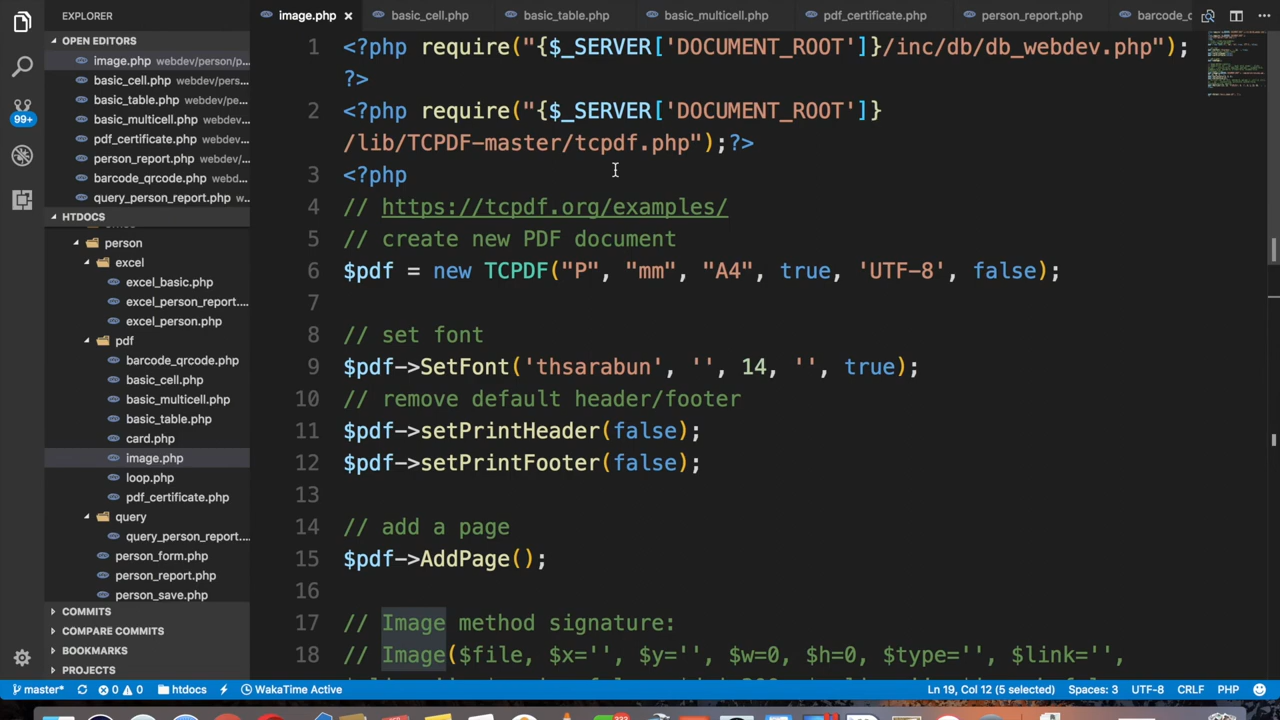 EXPLORER
OPEN EDITORS
image.php webdev/person/p...
basic_cell.php webdev/pers...
basic_table.php webdev/pe...
basic_multicell.php webdev/...
pdf_certificate.php webdev/...
person_report.php webdev/...
barcode_qrcode.php webde...
query_person_report.php w...
HTDOCS
person
excel
excel_basic.php
excel_person_report....
excel_person.php
pdf
barcode_qrcode.php
basic_cell.php
basic_multicell.php
basic_table.php
card.php
image.php
loop.php
pdf_certificate.php
query
query_person_report....
person_form.php
person_report.php
person_save.php
COMMITS
COMPARE COMMITS
BOOKMARKS
PROJECTS
99+
image.php × basic_cell.php basic_table.php basic_multicell.php pdf_certificate.php person_report.php barcode_
1 <?php require("{$_SERVER['DOCUMENT_ROOT']}/inc/db/db_webdev.php");
?>
2 <?php require("{$_SERVER['DOCUMENT_ROOT']}
/lib/TCPDF-master/tcpdf.php");?>
3 <?php
4 // https://tcpdf.org/examples/
5 // create new PDF document
6 $pdf = new TCPDF("P", "mm", "A4", true, 'UTF-8', false);
7
8 // set font
9 $pdf->SetFont('thsarabun', '', 14, '', true);
10 // remove default header/footer
11 $pdf->setPrintHeader(false);
12 $pdf->setPrintFooter(false);
13
14 // add a page
15 $pdf->AddPage();
16
17 // Image method signature:
18 // Image($file, $x='', $y='', $w=0, $h=0, $type='', $link='',
master* 0 0 htdocs WakaTime Active Ln 19, Col 12 (5 selected) Spaces: 3 UTF-8 CRLF PHP